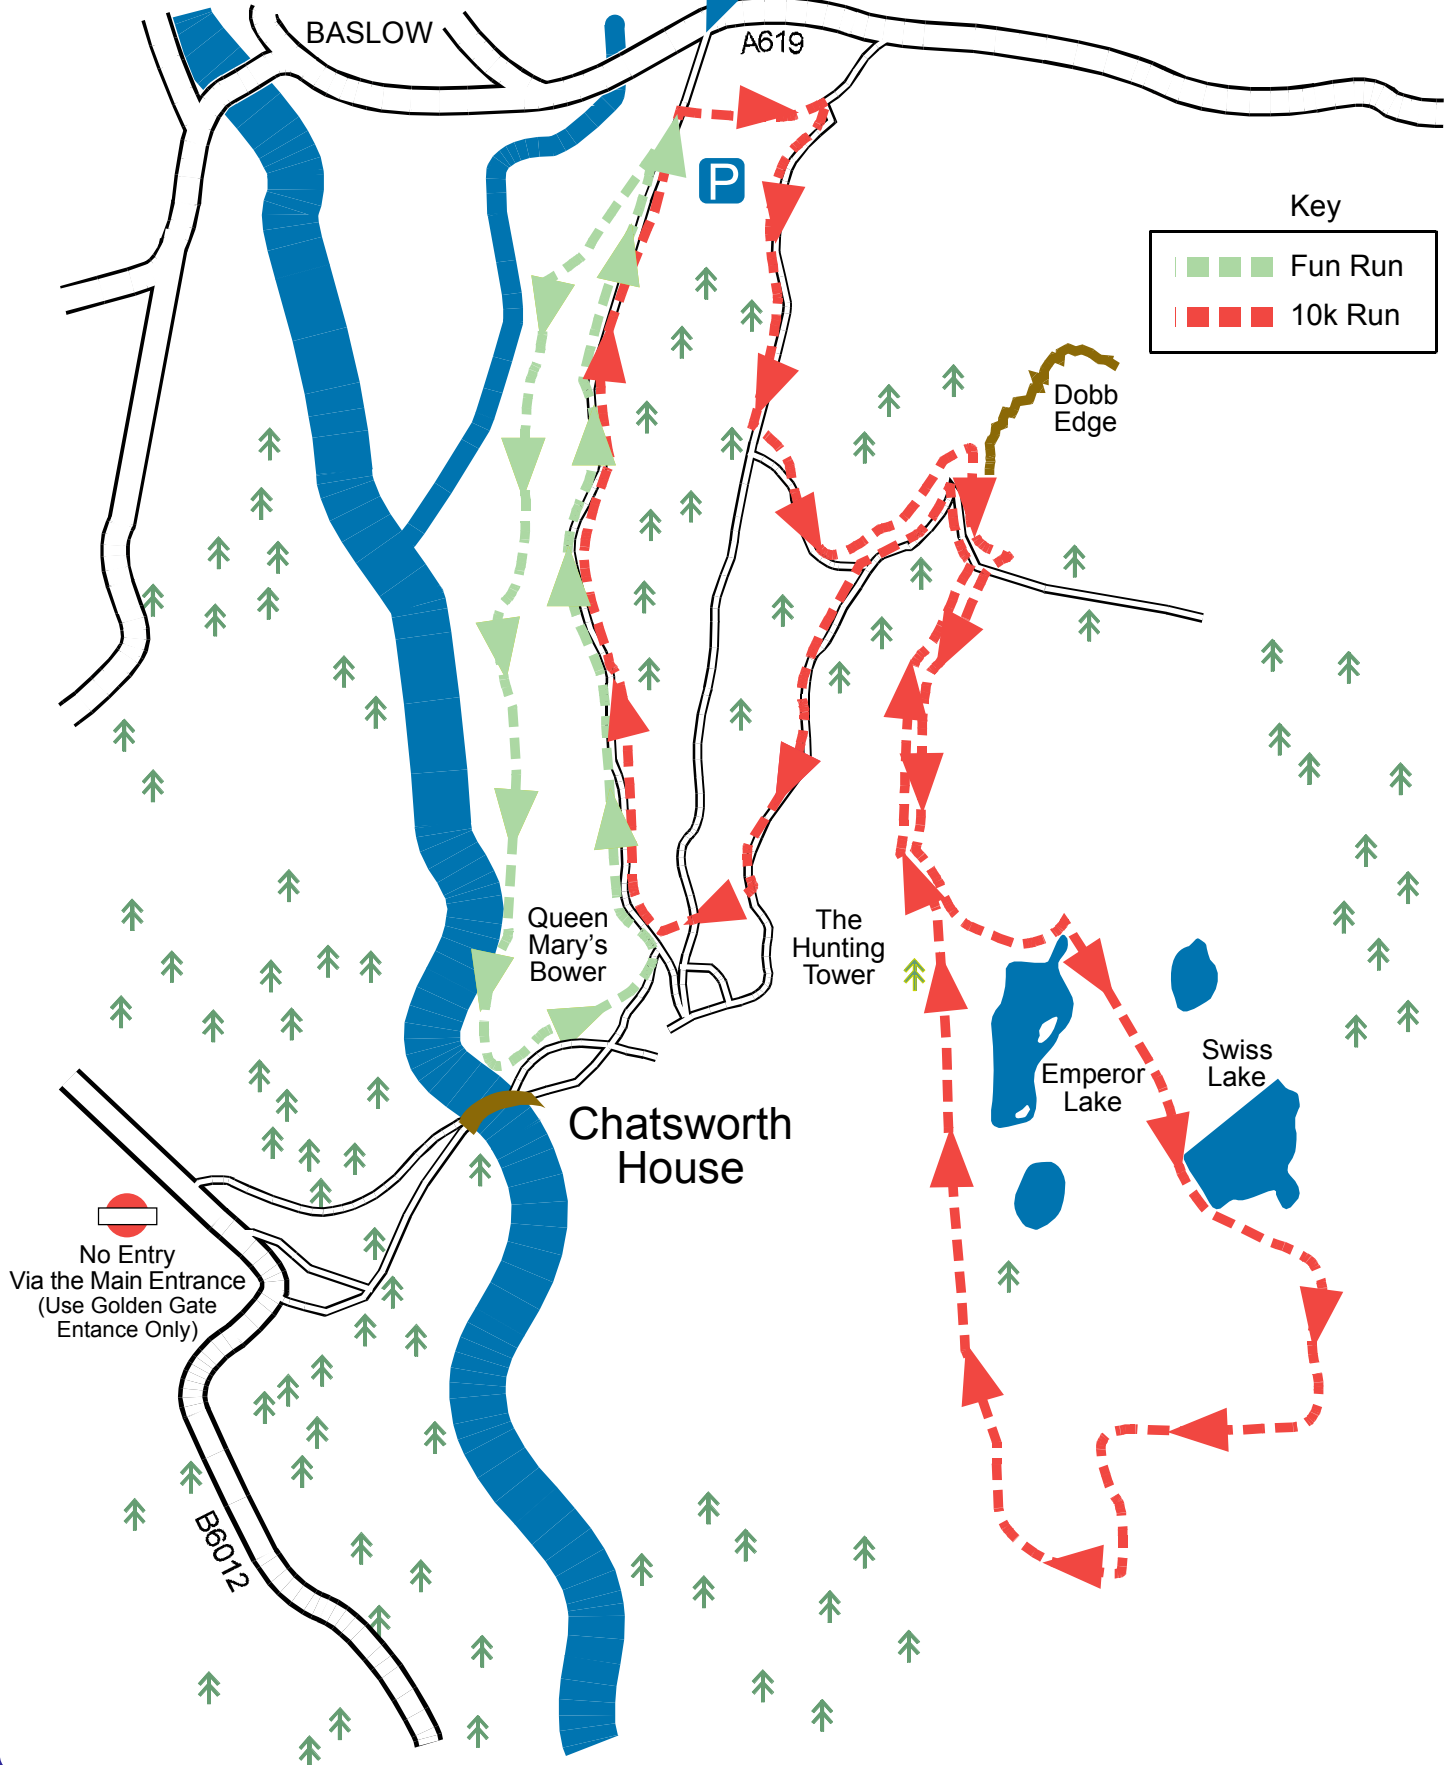 BASLOW
A619
P
Key
Fun Run
10k Run
Dobb
Edge
Queen
Mary's
Bower
The
Hunting
Tower
Emperor
Lake
Swiss
Lake
Chatsworth
House
No Entry
Via the Main Entrance
(Use Golden Gate
Entance Only)
B6012